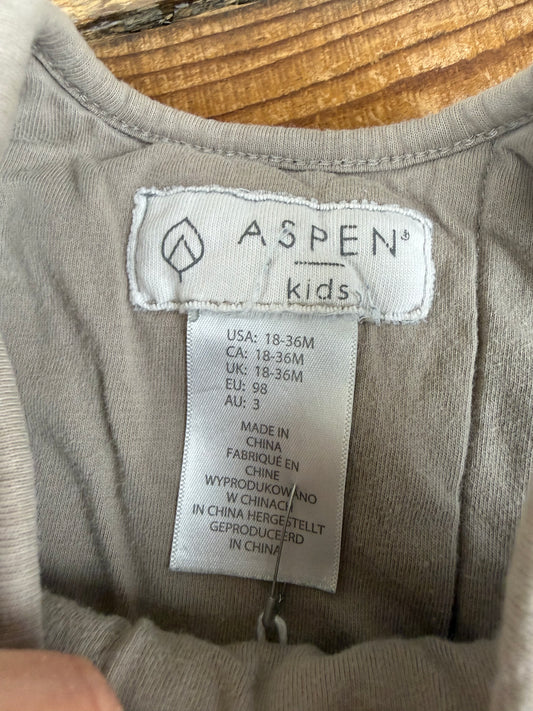 ASPEN®
kids
USA: 18-36M
CA: 18-36M
UK: 18-36M
EU: 98
AU: 3
MADE IN
CHINA
FABRIQUÉ EN
CHINE
WYPRODUKOWANO
W CHINACH
IN CHINA HERGESTELLT
GEPRODUCEERD
IN CHINA